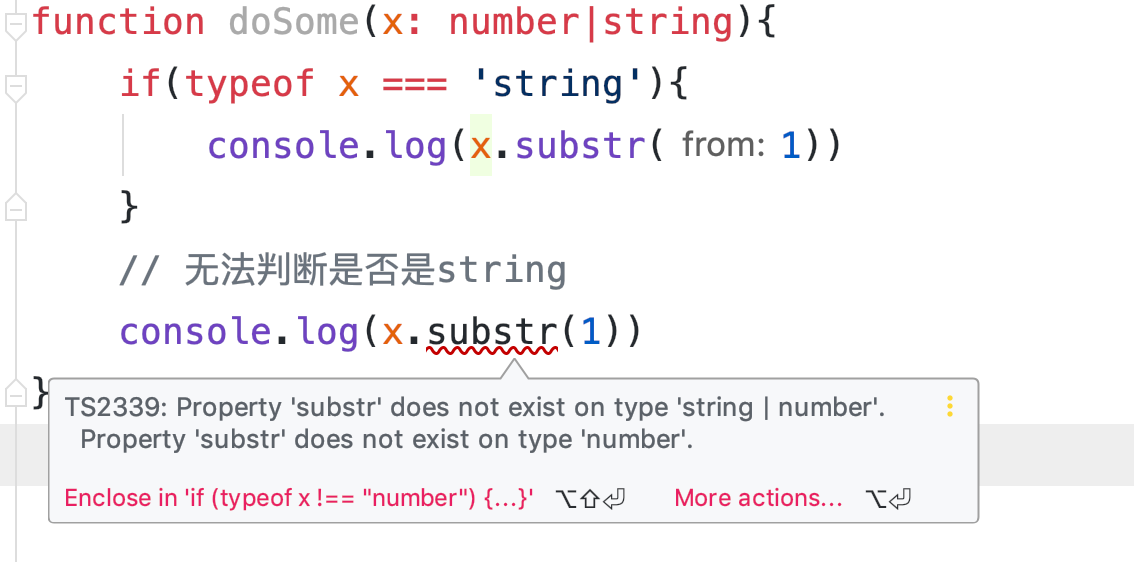 function doSome(x: number|string){
if(typeof x === 'string'){
console.log(x.substr( from: 1))
}
// 无法判断是否是string
console.log(x.substr(1))
}
TS2339: Property 'substr' does not exist on type 'string | number'.
Property 'substr' does not exist on type 'number'.
Enclose in 'if (typeof x !== "number") {...}' ⌥⇧⏎ More actions... ⌥⏎